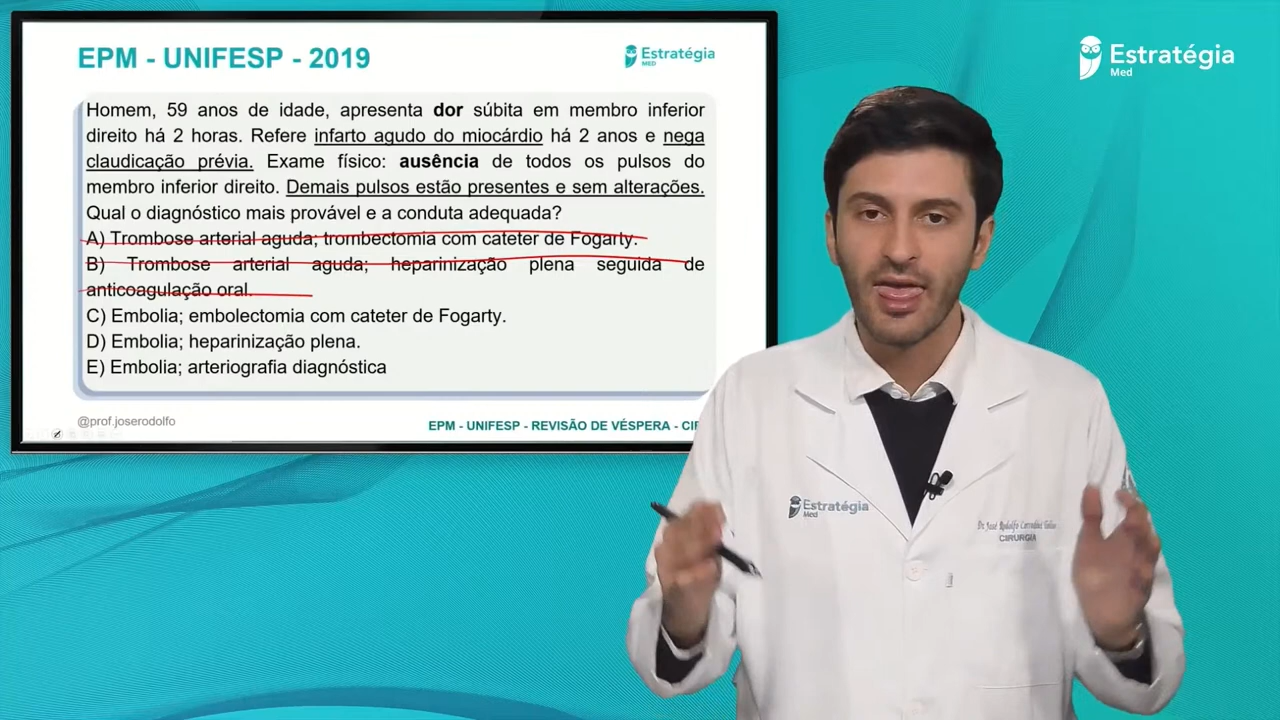 EPM - UNIFESP - 2019
Estratégia
MED
Homem, 59 anos de idade, apresenta dor súbita em membro inferior
direito há 2 horas. Refere infarto agudo do miocárdio há 2 anos e nega
claudicação prévia. Exame físico: ausência de todos os pulsos do
membro inferior direito. Demais pulsos estão presentes e sem alterações.
Qual o diagnóstico mais provável e a conduta adequada?
A) Trombose arterial aguda; trombectomia com cateter de Fogarty.
B) Trombose arterial aguda; heparinização plena seguida de
anticoagulação oral.
C) Embolia; embolectomia com cateter de Fogarty.
D) Embolia; heparinização plena.
E) Embolia; arteriografia diagnóstica
@prof.joserodolfo
EPM - UNIFESP - REVISÃO DE VÉSPERA - CIR
Estratégia
Med
Estratégia
Med
Dr. José Rodolfo
CIRURGIA